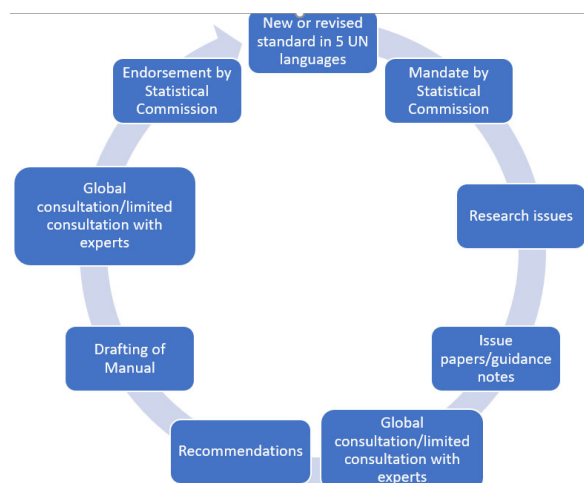 New or revised
standard in 5 UN
languages
Mandate by
Statistical
Commission
Research issues
Issue
papers/guidance
notes
Global
consultation/limited
consultation with
experts
Recommendations
Drafting of
Manual
Global
consultation/limited
consultation with
experts
Endorsement by
Statistical
Commission